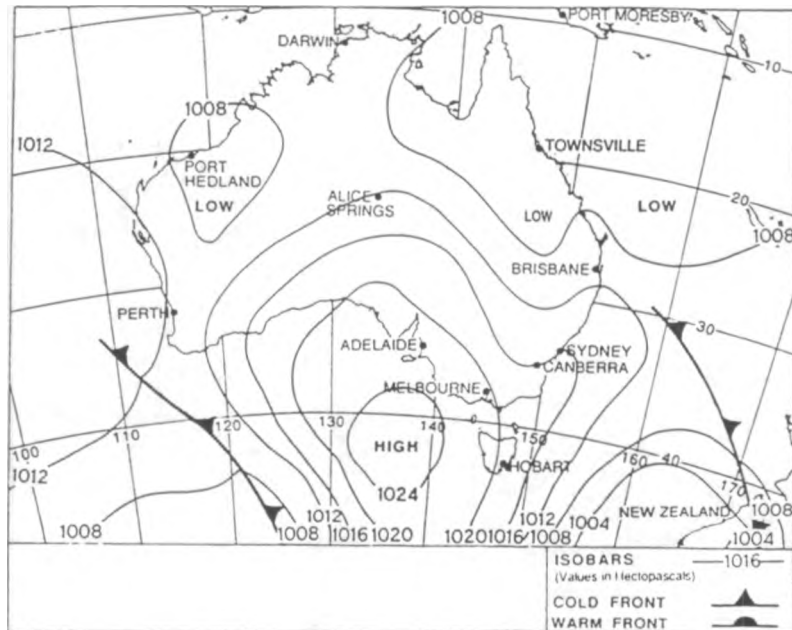 1008
PORT MORESBY
DARWIN
10
1008
1012
TOWNSVILLE
PORT
HEDLAND
ALICE
SPRINGS
20
LOW
LOW
LOW
1008
BRISBANE
PERTH
30
ADELAIDE
SYDNEY
CANBERRA
MELBOURNE
120
130
140
150
110
100
HIGH
160
40
HOBART
170
1012
1024
NEW ZEALAND
1008
1008
1008
1012
1016
1020
1020
1016
1012
1008
1004
1004
ISOBARS
1016
(Values in Hectopascals)
COLD FRONT
WARM FRONT